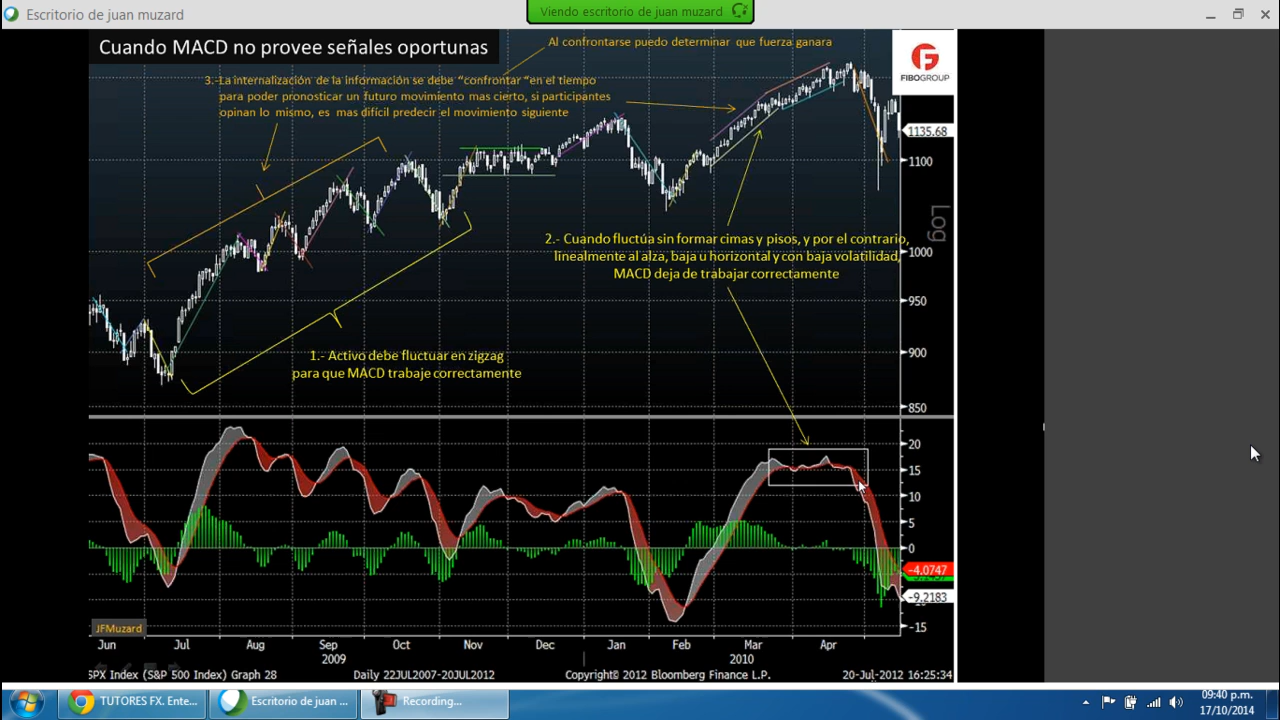 Escritorio de juan muzard
Viendo escritorio de juan muzard
Cuando MACD no provee señales oportunas
Al confrontarse puedo determinar que fuerza ganara
3.-La internalización de la información se debe "confrontar "en el tiempo
para poder pronosticar un futuro movimiento mas cierto, si participantes
opinan lo mismo, es mas difícil predecir el movimiento siguiente
FIBOGROUP
1135.68
1100
Log
2.- Cuando fluctúa sin formar cimas y pisos, y por el contrario,
linealmente al alza, baja u horizontal y con baja volatilidad,
MACD deja de trabajar correctamente
1000
950
900
850
1.- Activo debe fluctuar en zigzag
para que MACD trabaje correctamente
20
15
10
5
0
-4.0747
-9.2183
-15
JFMuzard
Jun Jul Aug Sep Oct Nov Dec Jan Feb Mar Apr
2009 2010
SPX Index (S&P 500 Index) Graph 28 Daily 22JUL2007-20JUL2012 Copyright© 2012 Bloomberg Finance L.P. 20-Jul-2012 16:25:34
TUTORES FX. Ente... Escritorio de juan ... Recording...
09:40 p.m.
17/10/2014